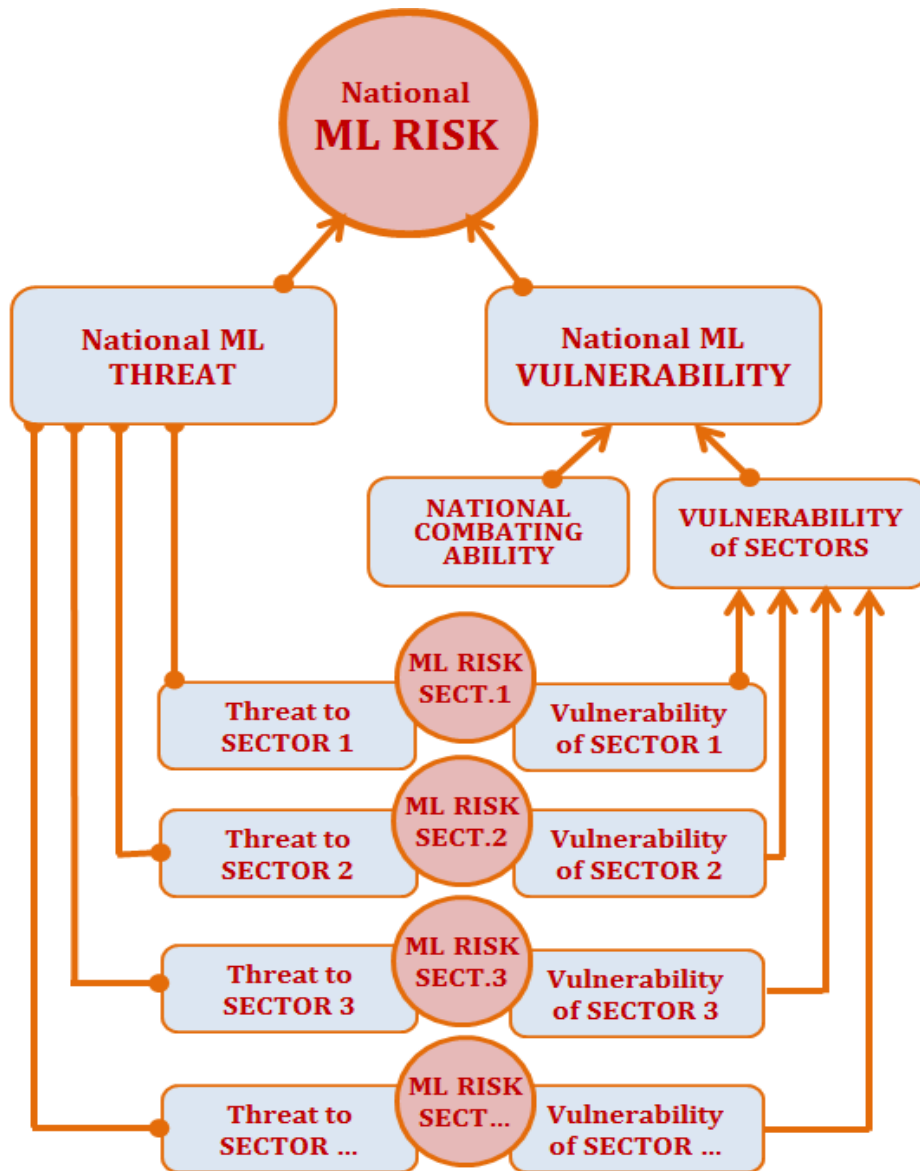 National
ML RISK
National ML
THREAT
National ML
VULNERABILITY
NATIONAL
COMBATING
ABILITY
VULNERABILITY
of SECTORS
Threat to
SECTOR 1
ML RISK
SECT.1
Vulnerability
of SECTOR 1
Threat to
SECTOR 2
ML RISK
SECT.2
Vulnerability
of SECTOR 2
Threat to
SECTOR 3
ML RISK
SECT.3
Vulnerability
of SECTOR 3
Threat to
SECTOR ...
ML RISK
SECT...
Vulnerability
of SECTOR ...